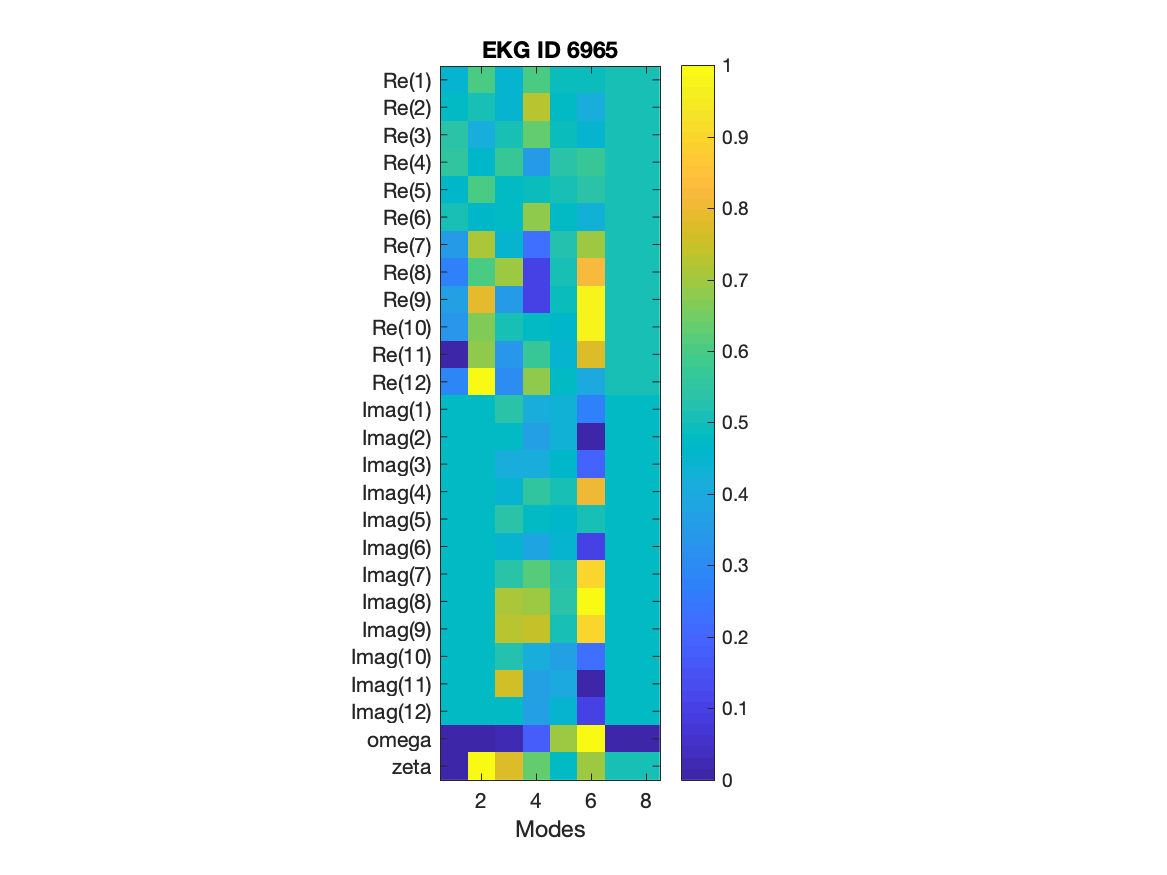 EKG ID 6965
Re(1)
Re(2)
Re(3)
Re(4)
Re(5)
Re(6)
Re(7)
Re(8)
Re(9)
Re(10)
Re(11)
Re(12)
Imag(1)
Imag(2)
Imag(3)
Imag(4)
Imag(5)
Imag(6)
Imag(7)
Imag(8)
Imag(9)
Imag(10)
Imag(11)
Imag(12)
omega
zeta
2 4 6 8
Modes
1
0.9
0.8
0.7
0.6
0.5
0.4
0.3
0.2
0.1
0